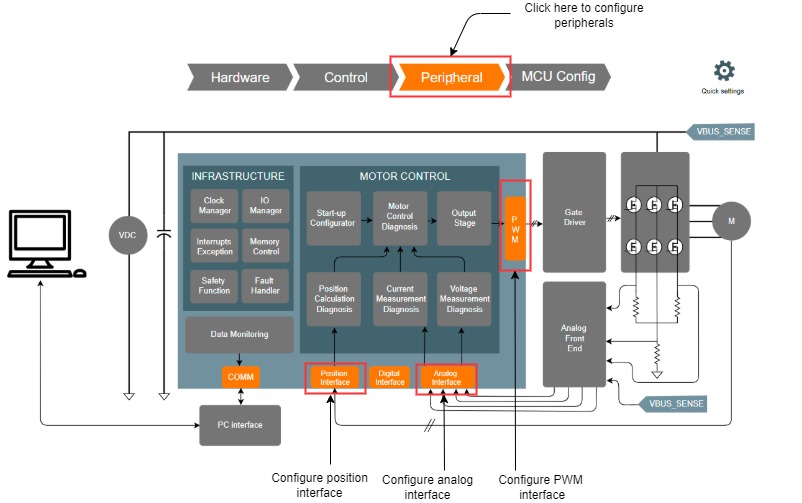 Click here to configure
peripherals
Hardware
Control
Peripheral
MCU Config
Quick settings
VBUS_SENSE
INFRASTRUCTURE
MOTOR CONTROL
Clock
Manager
IO
Manager
Start-up
Configurator
Motor
Control
Diagnosis
Output
Stage
P
W
M
Gate
Driver
VDC
M
Interrupts
Exception
Memory
Control
Safety
Function
Fault
Handler
Position
Calculation
Diagnosis
Current
Measurement
Diagnosis
Voltage
Measurement
Diagnosis
Analog
Front
End
Data Monitoring
COMM
Position
Interface
Digital
Interface
Analog
Interface
VBUS_SENSE
PC Interface
Configure position
interface
Configure analog
interface
Configure PWM
interface